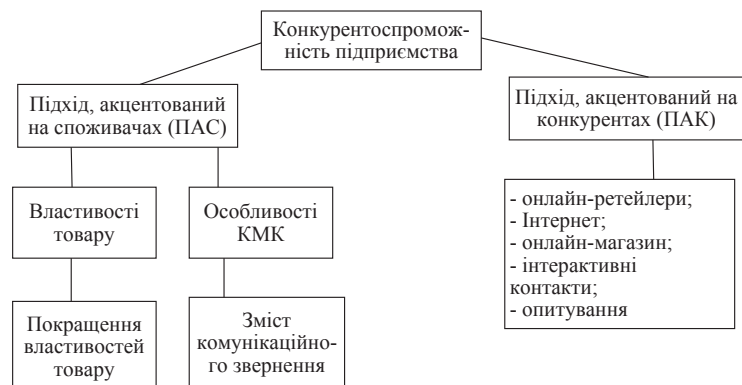 Конкурентоспромож-
ність підприємства
Підхід, акцентований
на споживачах (ПАС)
Підхід, акцентований на
конкурентах (ПАК)
Властивості
товару
Особливості
КМК
- онлайн-ретейлери;
- Інтернет;
- онлайн-магазин;
- інтерактивні
контакти;
- опитування
Покращення
властивостей
товару
Зміст
комунікаційно-
го звернення